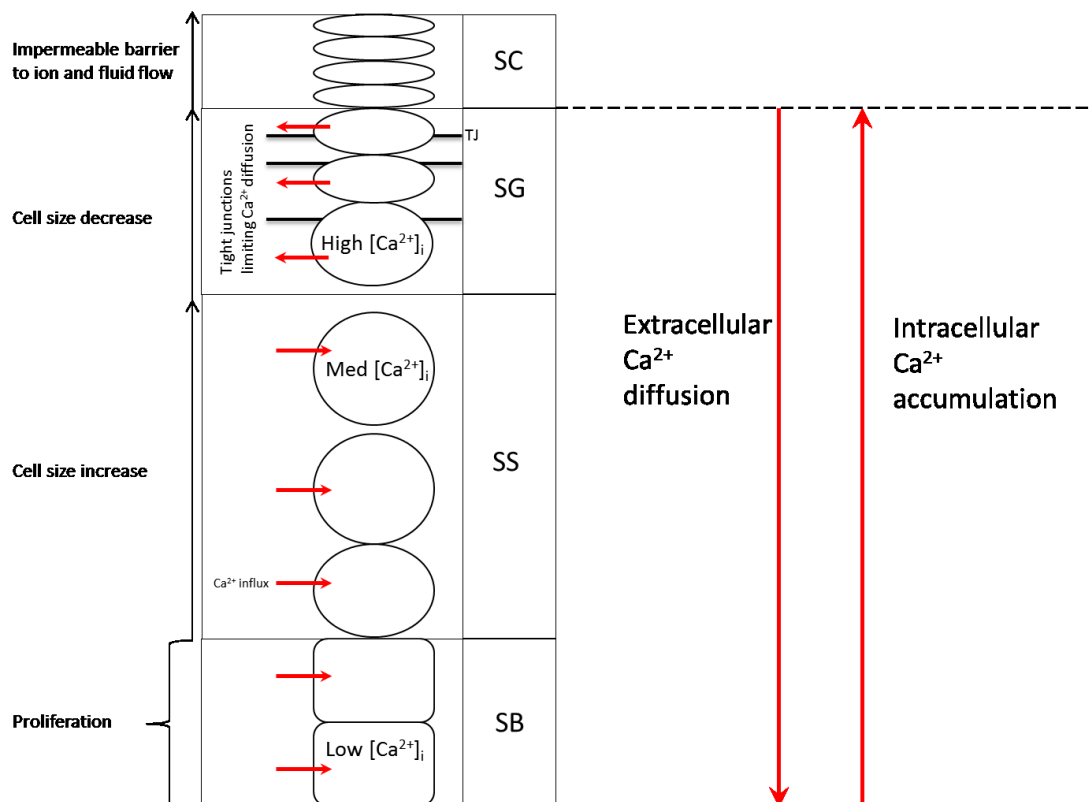 Impermeable barrier
to ion and fluid flow
SC
TJ
SG
Cell size decrease
Tight junctions
limiting Ca²⁺ diffusion
High [Ca²⁺]ᵢ
Extracellular
Ca²⁺
diffusion
Intracellular
Ca²⁺
accumulation
Med [Ca²⁺]ᵢ
Cell size increase
SS
Ca²⁺ influx
Proliferation
SB
Low [Ca²⁺]ᵢ